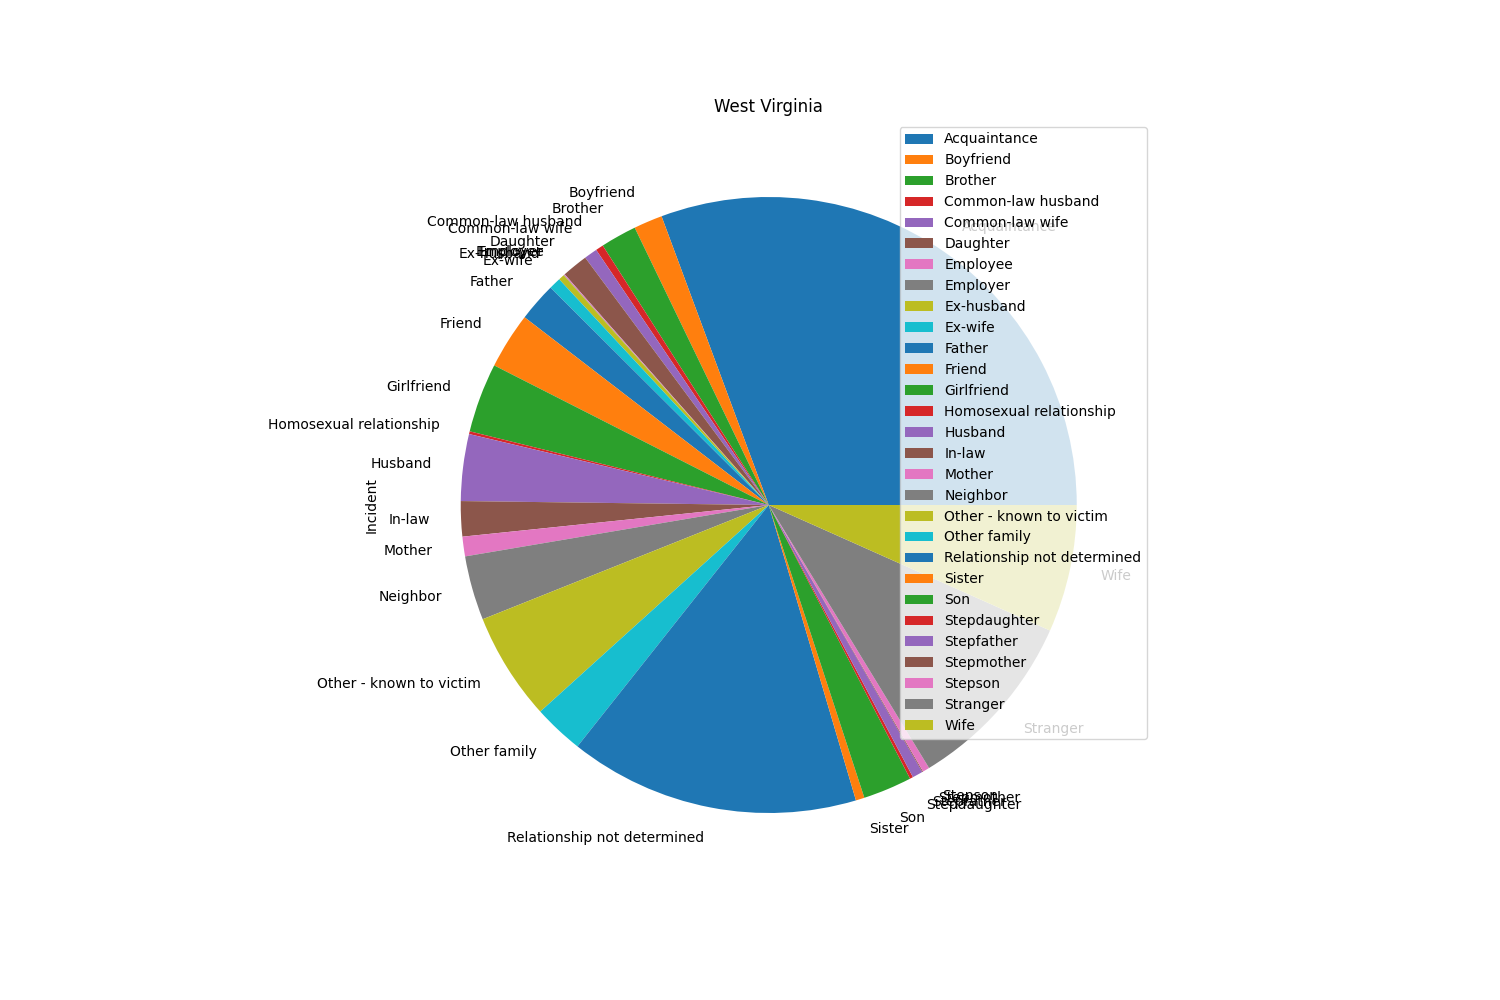 West Virginia
Acquaintance
Boyfriend
Brother
Common-law husband
Common-law wife
Daughter
Employee
Employer
Ex-husband
Ex-wife
Father
Friend
Girlfriend
Homosexual relationship
Husband
In-law
Mother
Neighbor
Other - known to victim
Other family
Relationship not determined
Sister
Son
Stepdaughter
Stepfather
Stepmother
Stepson
Stranger
Wife
Acquaintance
Boyfriend
Brother
Common-law husband
Common-law wife
Daughter
Ex-wife
Father
Friend
Girlfriend
Homosexual relationship
Husband
Incident
In-law
Mother
Neighbor
Other - known to victim
Other family
Relationship not determined
Sister
Son
Stepdaughter
Stepson
Stranger
Wife